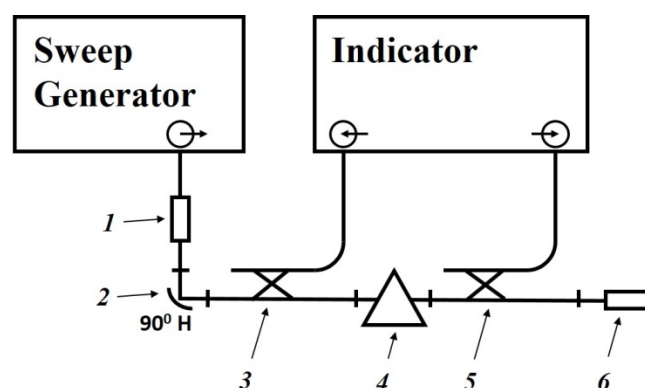 Sweep
Generator
Indicator
1
2
90⁰ H
3
4
5
6